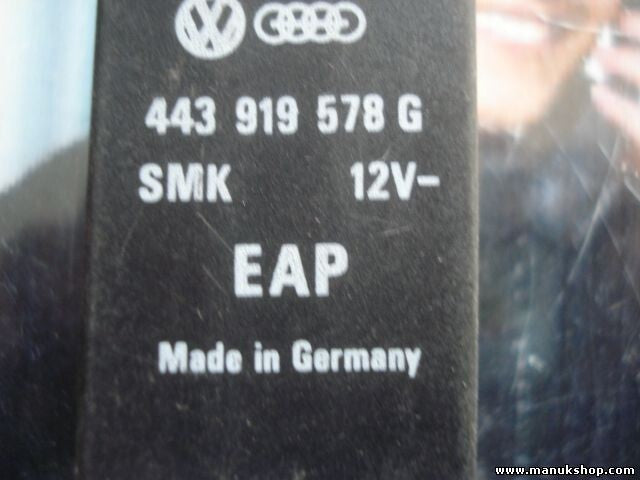 443 919 578 G
SMK 12V-
EAP
Made in Germany
www.manukshop.com